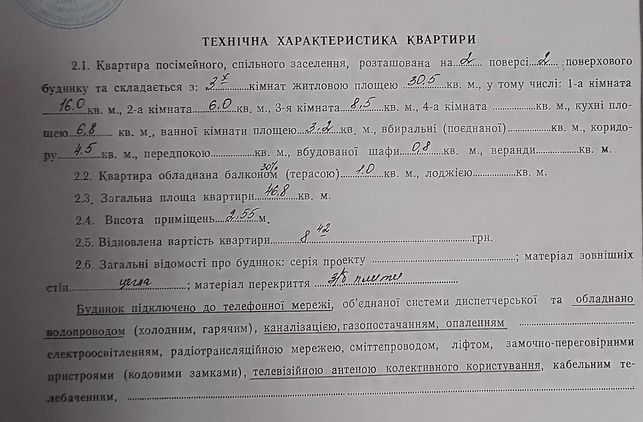 ТЕХНІЧНА ХАРАКТЕРИСТИКА КВАРТИРИ
2.1. Квартира посімейного, спільного заселення, розташована на 2 поверсі 2 поверхового
будинку та складається з: 3х кімнат житловою площею 30,5 кв. м., у тому числі: 1-а кімната
16.0 кв. м., 2-а кімната 6.0 кв. м., 3-я кімната 8,5 кв. м., 4-а кімната кв. м., кухні пло-
щею 6,8 кв. м., ванної кімнати площею 3,2 кв. м., вбиральні (поєднаної) кв. м., коридо-
ру 4.5 кв. м., передпокою кв. м., вбудованої шафи 0,8 кв. м., веранди кв. м.
30%
2.2. Квартира обладнана балконом (терасою) 1.0 кв. м., лоджією кв. м.
2.3. Загальна площа квартири 46.8 кв. м.
2.4. Висота приміщень 2.55 м.
2.5. Відновлена вартість квартири 8 42 грн.
2.6. Загальні відомості про будинок: серія проекту ; матеріал зовнішніх
стін цегла ; матеріал перекриття з/б плити
Будинок підключено до телефонної мережі, об'єднаної системи диспетчерської та обладнано
водопроводом (холодним, гарячим), каналізацією, газопостачанням, опаленням
електроосвітленням, радіотрансляційною мережею, сміттепроводом, ліфтом, замочно-переговірними
пристроями (кодовими замками), телевізійною антеною колективного користування, кабельним те-
лебаченням,